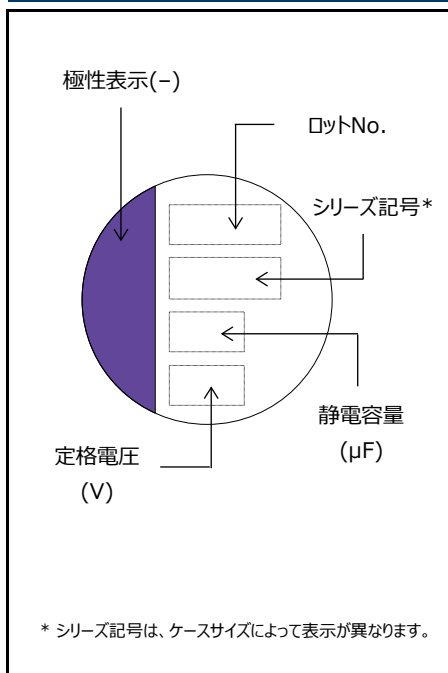 極性表示(−)
ロットNo.
シリーズ記号*
静電容量
(μF)
定格電圧
(V)
* シリーズ記号は、ケースサイズによって表示が異なります。